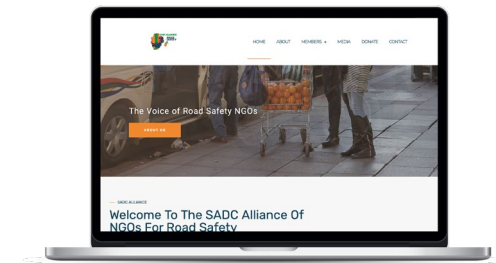 HOME ABOUT MEMBERS MEDIA DONATE CONTACT
The Voice of Road Safety NGOs
ABOUT US
SADC ALLIANCE
Welcome To The SADC Alliance Of
NGOs For Road Safety